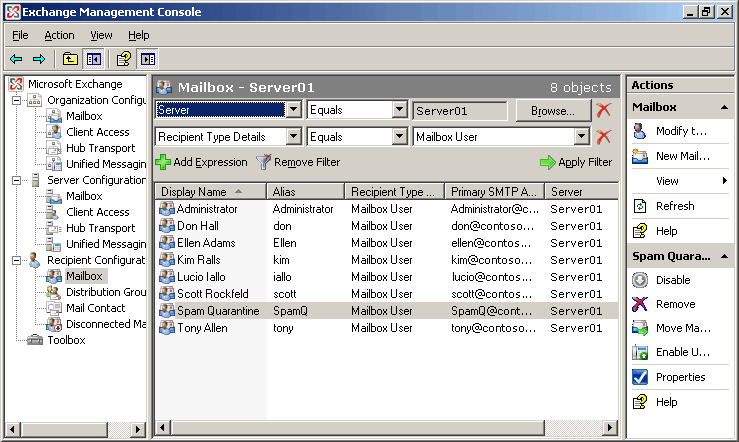 Exchange Management Console
File Action View Help
Microsoft Exchange
Organization Configu
Mailbox
Client Access
Hub Transport
Unified Messaging
Server Configuration
Mailbox
Client Access
Hub Transport
Unified Messaging
Recipient Configurat
Mailbox
Distribution Grou
Mail Contact
Disconnected Ma
Toolbox
Mailbox - Server01 8 objects
Server Equals Server01 Browse...
Recipient Type Details Equals Mailbox User
Add Expression Remove Filter Apply Filter
Display Name Alias Recipient Type ... Primary SMTP A... Server
Administrator Administrator Mailbox User Administrator@c... Server01
Don Hall don Mailbox User don@contoso... Server01
Ellen Adams Ellen Mailbox User ellen@contoso... Server01
Kim Ralls kim Mailbox User kim@contoso... Server01
Lucio Iallo iallo Mailbox User lucio@contoso... Server01
Scott Rockfeld scott Mailbox User scott@contoso... Server01
Spam Quarantine SpamQ Mailbox User SpamQ@cont... Server01
Tony Allen tony Mailbox User tony@contoso... Server01
Actions
Mailbox
Modify t...
New Mail...
View
Refresh
Help
Spam Quara...
Disable
Remove
Move Ma...
Enable U...
Properties
Help